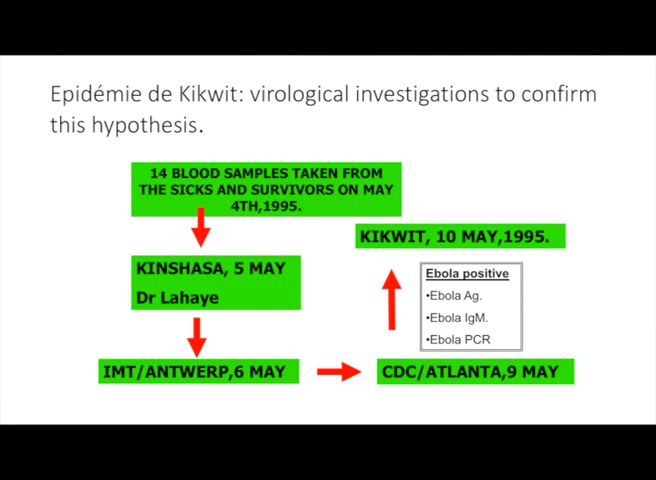 Epidémie de Kikwit: virological investigations to confirm
this hypothesis.
14 BLOOD SAMPLES TAKEN FROM
THE SICKS AND SURVIVORS ON MAY
4TH,1995.
KINSHASA, 5 MAY
Dr Lahaye
IMT/ANTWERP,6 MAY
CDC/ATLANTA,9 MAY
Ebola positive
•Ebola Ag.
•Ebola IgM.
•Ebola PCR
KIKWIT, 10 MAY,1995.